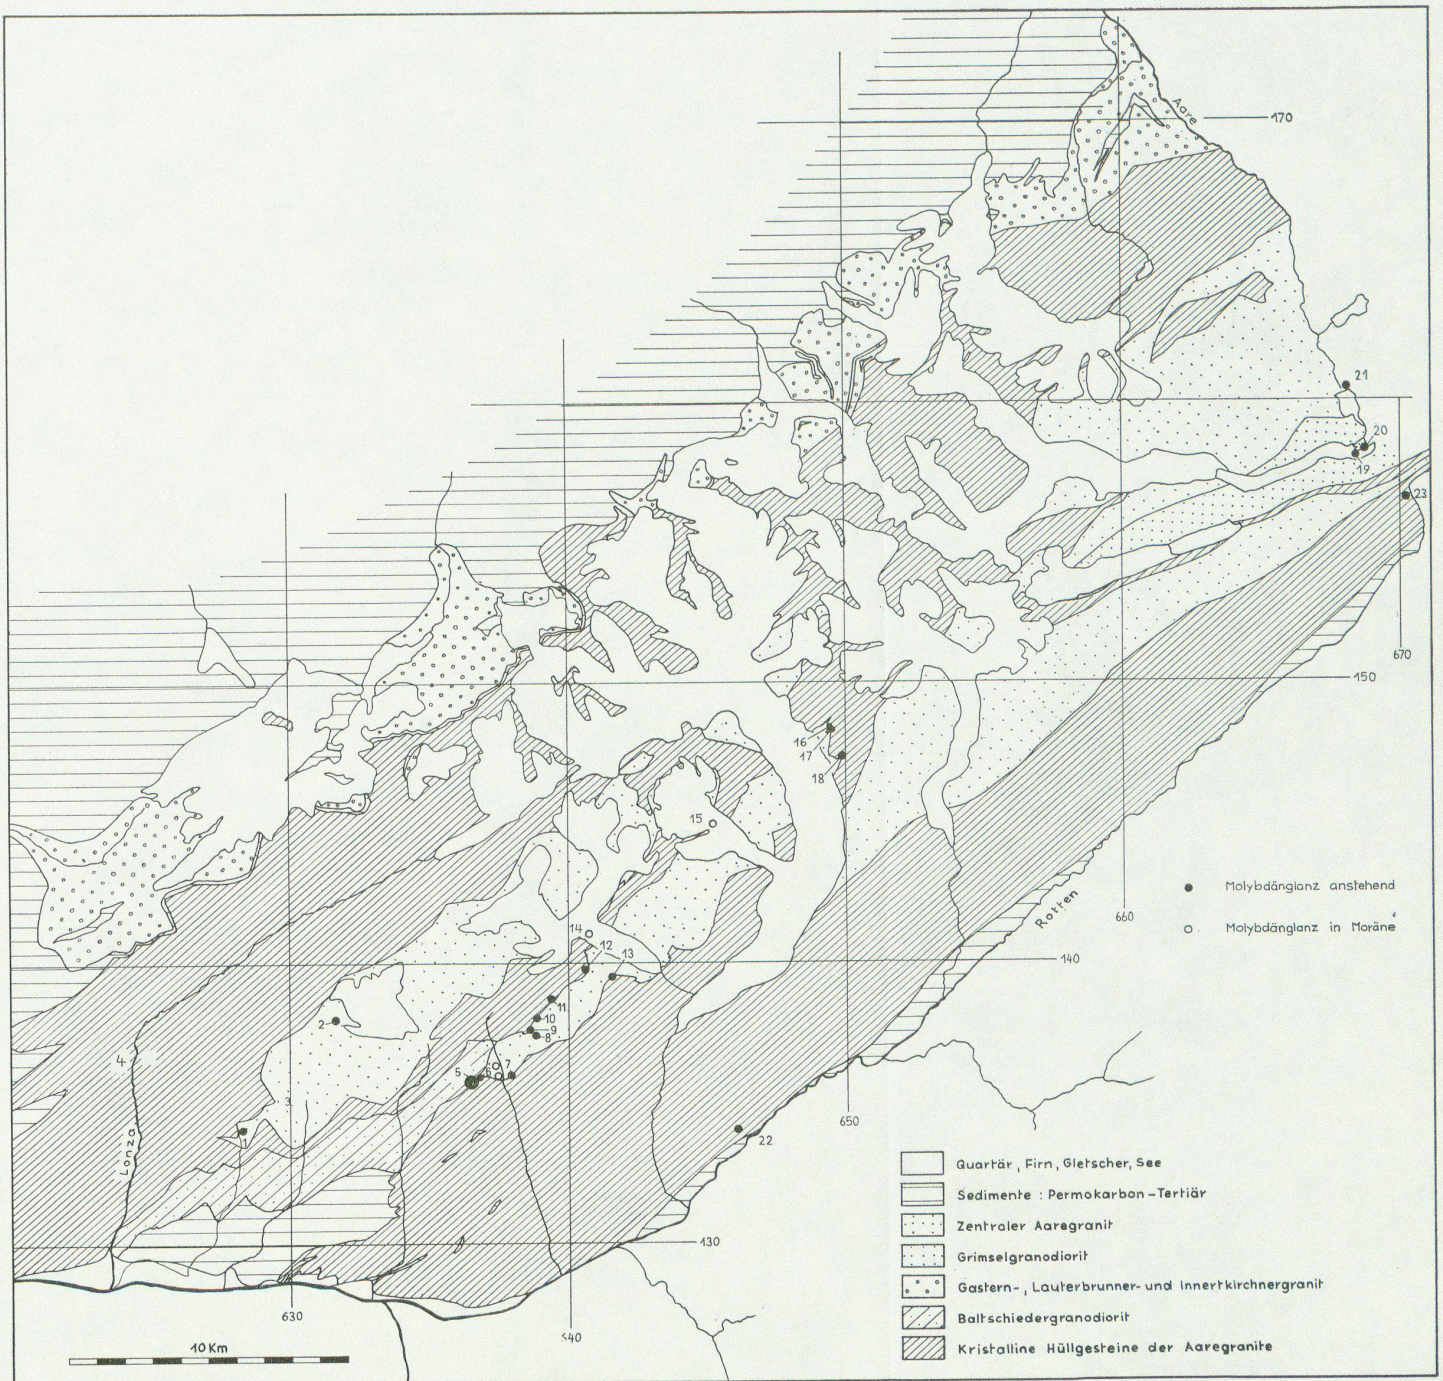 Aare
170
21
20
19
23
670
150
16
17
18
15
Molybdänglanz anstehend
660
Rotten
Molybdänglanz in Moräne
14
12
13
140
2
11
10
9
8
4
7
5
6
3
1
Lonza
650
22
Quartär, Firn, Gletscher, See
Sedimente : Permokarbon-Tertiär
Zentraler Aaregranit
130
Grimselgranodiorit
Gastern-, Lauterbrunner- und Innertkirchnergranit
630
Baltschiedergranodiorit
640
10 Km
Kristalline Hüllgesteine der Aaregranite